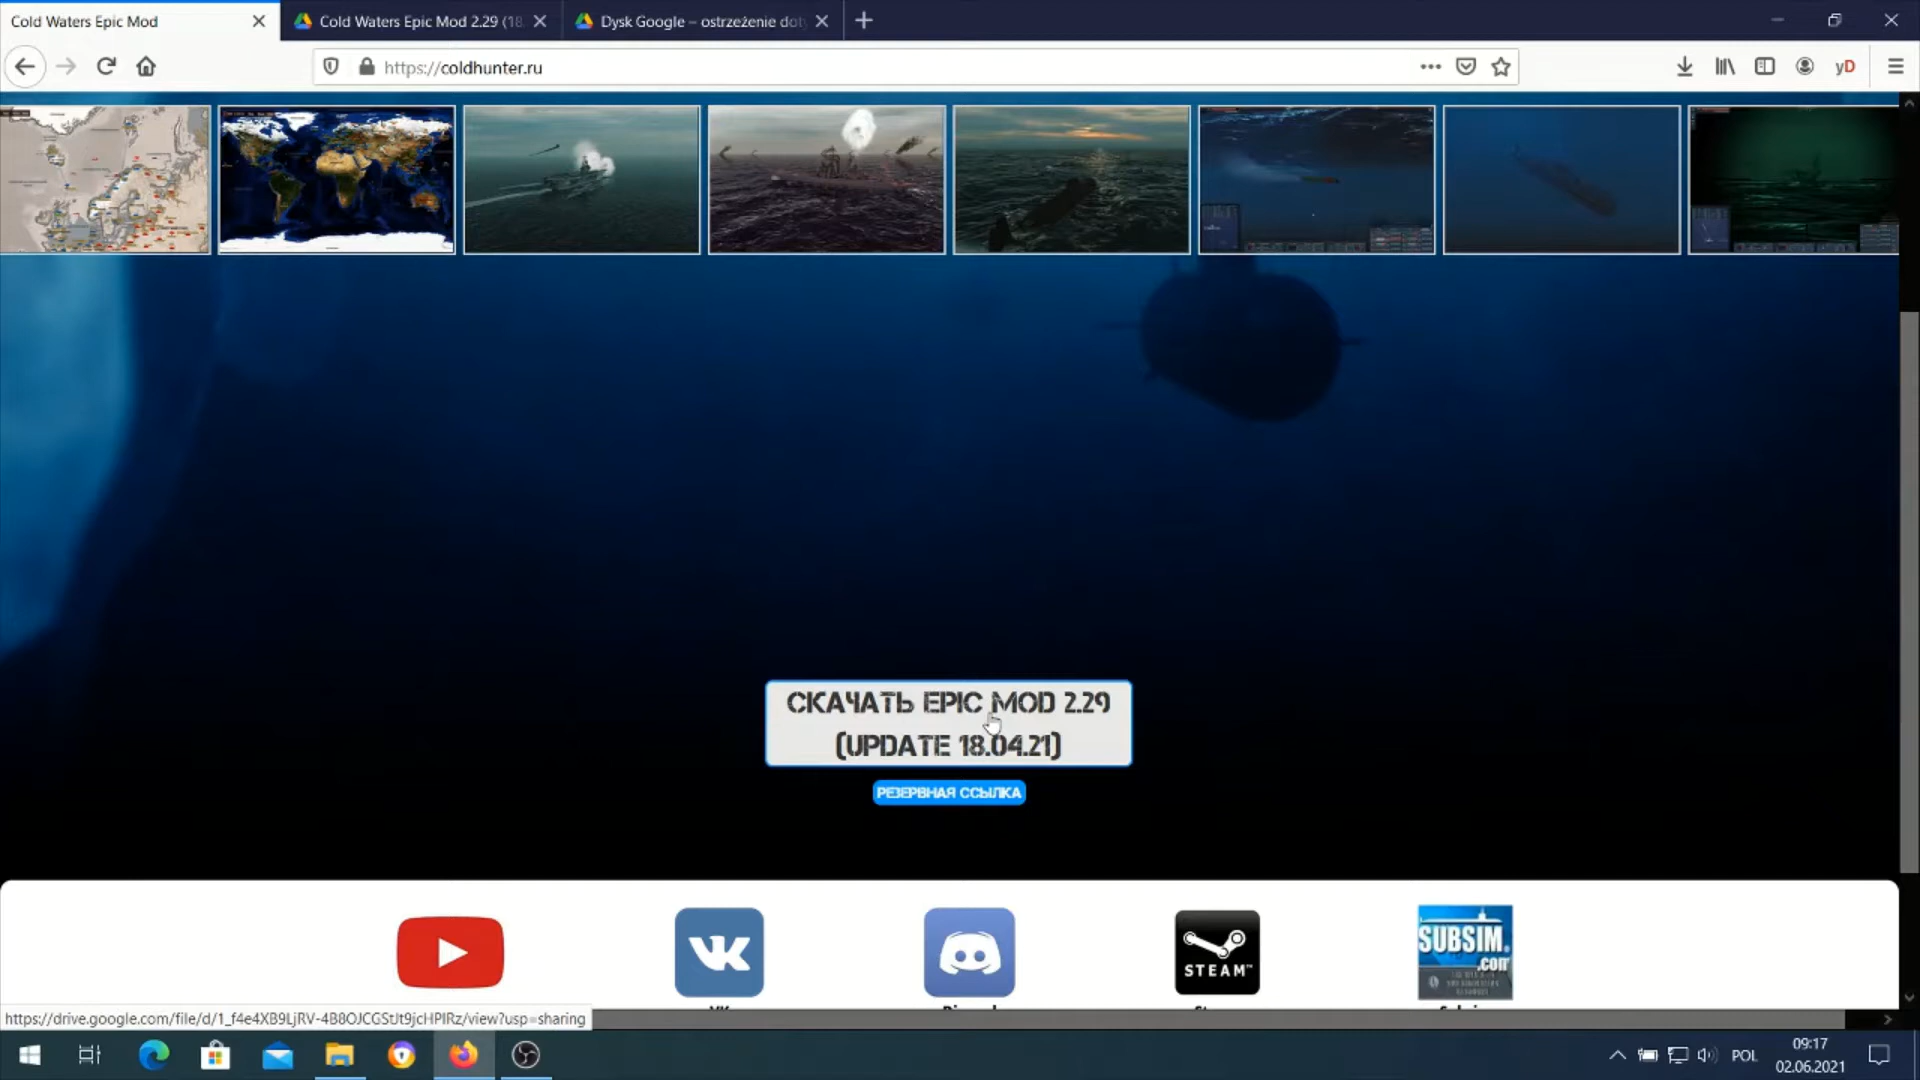 Cold Waters Epic Mod
Cold Waters Epic Mod 2.29 (18.
Dysk Google – ostrzeżenie dot
https://coldhunter.ru
yD
СКАЧАТЬ EPIC MOD 2.29
(UPDATE 18.04.21)
РЕЗЕРВНАЯ ССЫЛКА
STEAM™
SUBSIM.
.com
https://drive.google.com/file/d/1_f4e4XB9LjRV-4B8OJCGStJt9jcHPIRz/view?usp=sharing
POL
09:17
02.06.2021